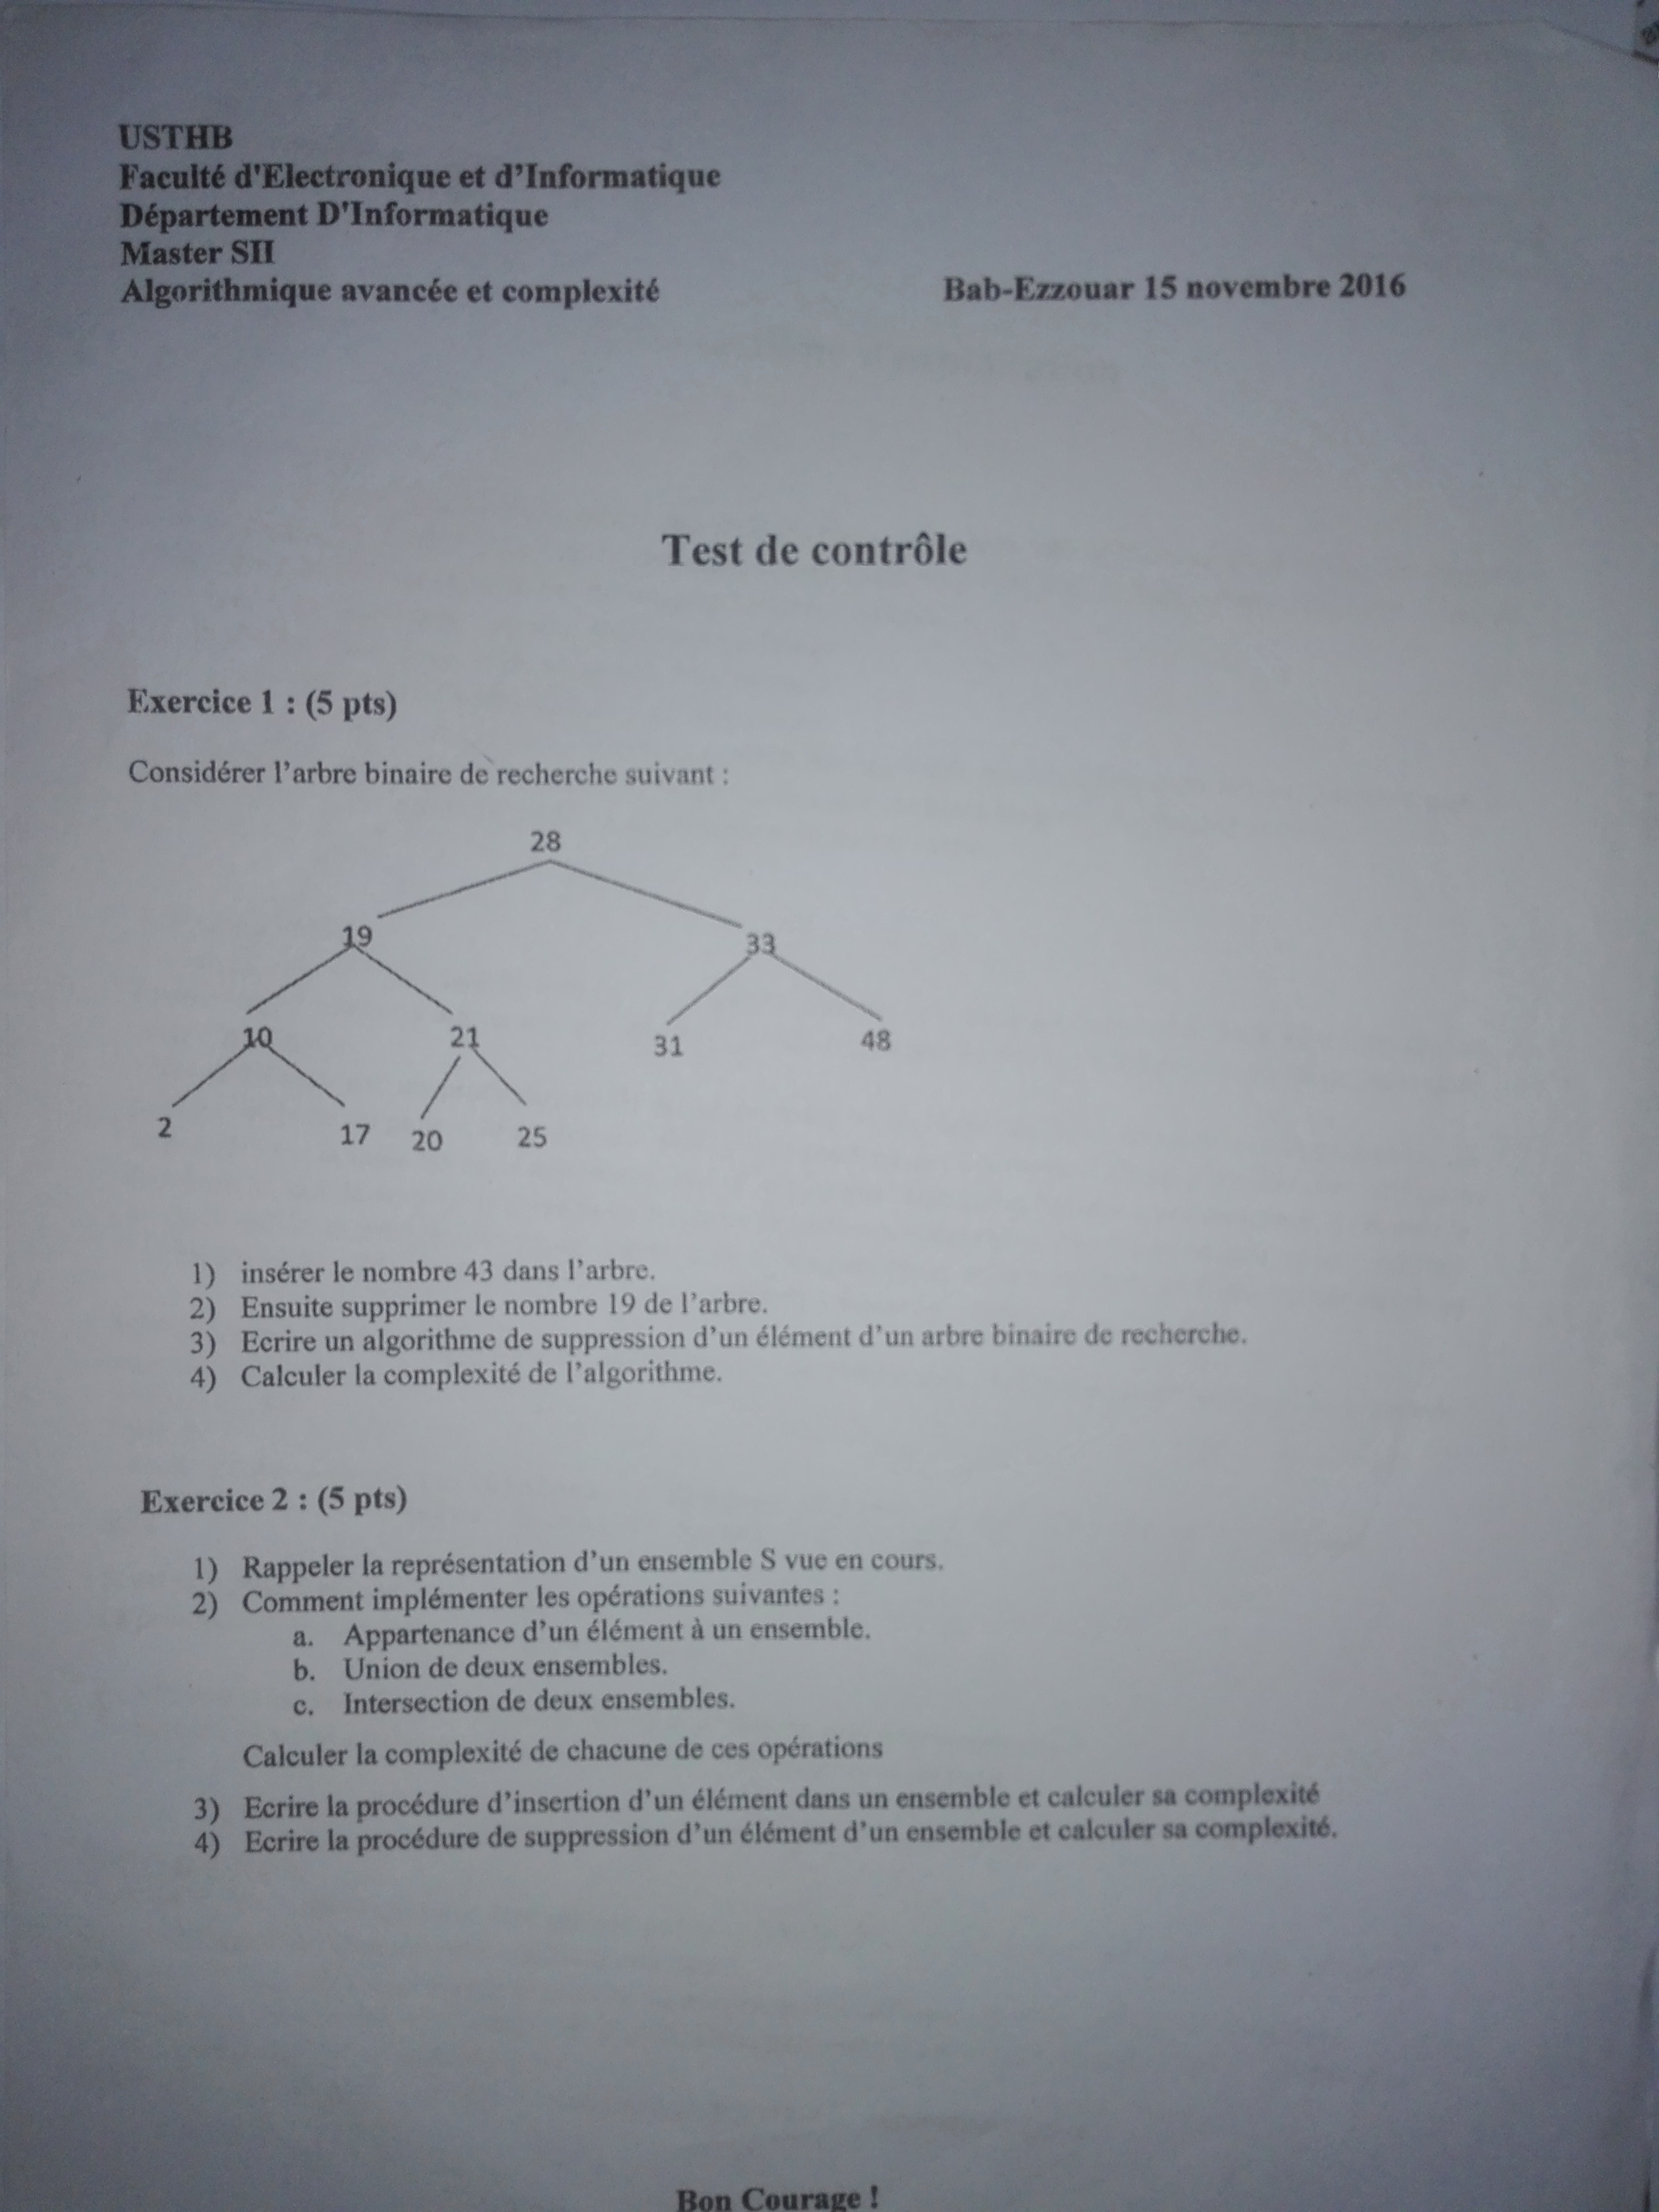 USTHB
Faculté d'Electronique et d’Informatique
Département D'Informatique
Master SII
Algorithmique avancée et complexité Bab-Ezzouar 15 novembre 2016
Test de contrôle
Exercice 1 : (5 pts)
Considérer l’arbre binaire de recherche suivant :
28
19 33
10 21 31 48
2 17 20 25
1) insérer le nombre 43 dans l’arbre.
2) Ensuite supprimer le nombre 19 de l’arbre.
3) Ecrire un algorithme de suppression d’un élément d’un arbre binaire de recherche.
4) Calculer la complexité de l’algorithme.
Exercice 2 : (5 pts)
1) Rappeler la représentation d’un ensemble S vue en cours.
2) Comment implémenter les opérations suivantes :
a. Appartenance d’un élément à un ensemble.
b. Union de deux ensembles.
c. Intersection de deux ensembles.
Calculer la complexité de chacune de ces opérations
3) Ecrire la procédure d’insertion d’un élément dans un ensemble et calculer sa complexité
4) Ecrire la procédure de suppression d’un élément d’un ensemble et calculer sa complexité.
Bon Courage !